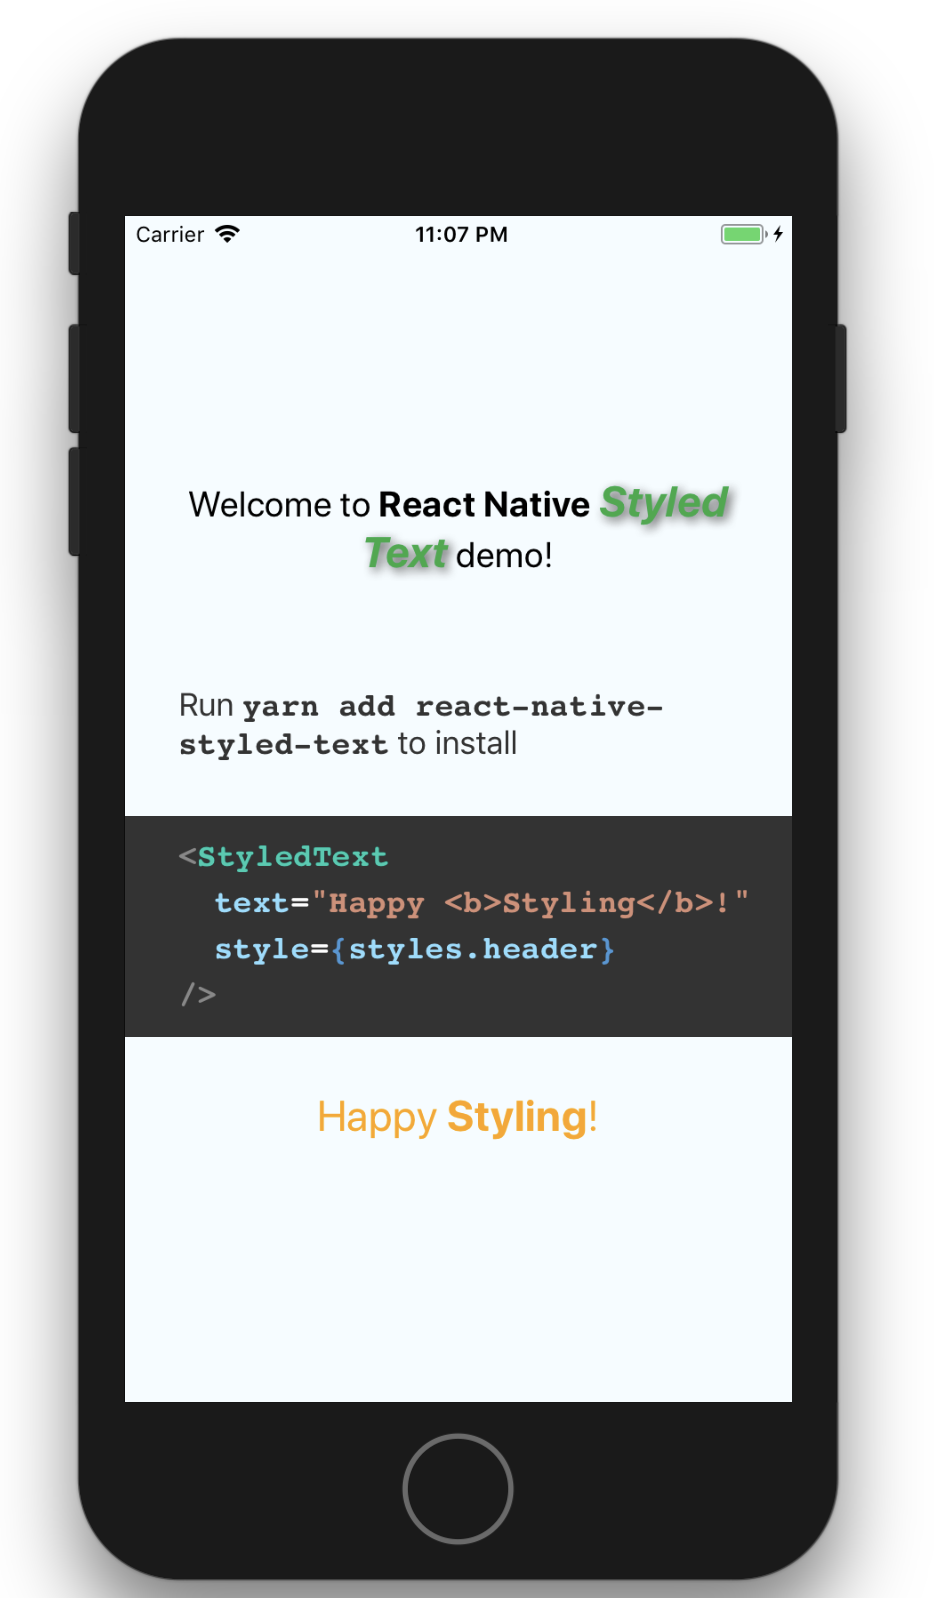 Carrier 11:07 PM
Welcome to React Native Styled
Text demo!
Run yarn add react-native-
styled-text to install
<StyledText
text="Happy <b>Styling</b>!"
style={styles.header}
/>
Happy Styling!